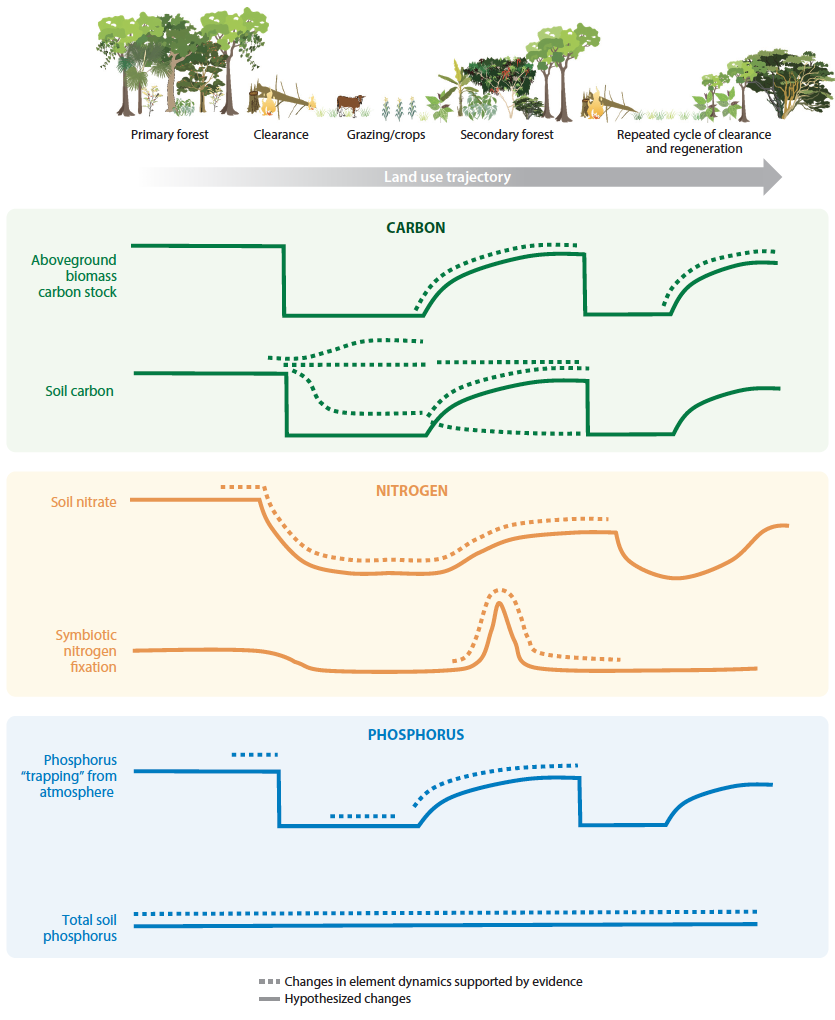 Primary forest
Clearance
Grazing/crops
Secondary forest
Repeated cycle of clearance
and regeneration
Land use trajectory
CARBON
Aboveground
biomass
carbon stock
Soil carbon
NITROGEN
Soil nitrate
Symbiotic
nitrogen
fixation
PHOSPHORUS
Phosphorus
“trapping” from
atmosphere
Total soil
phosphorus
Changes in element dynamics supported by evidence
Hypothesized changes